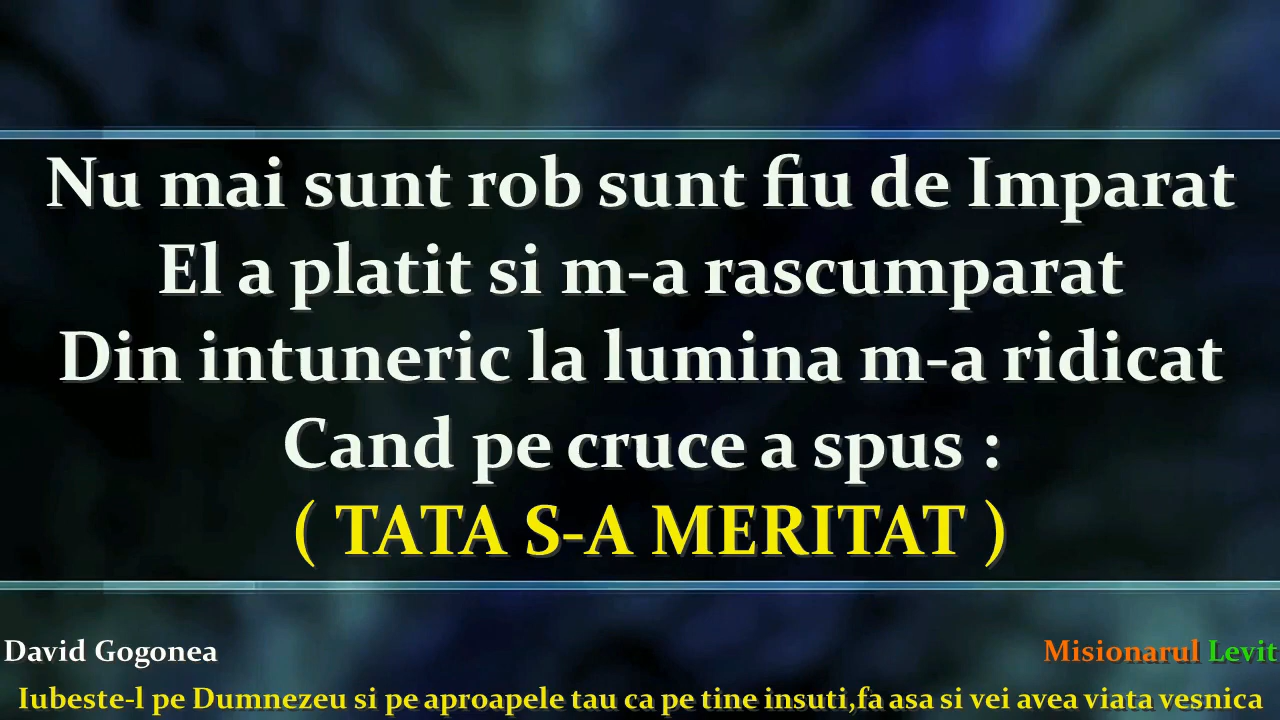 Nu mai sunt rob sunt fiu de Imparat
El a platit si m-a rascumparat
Din intuneric la lumina m-a ridicat
Cand pe cruce a spus :
( TATA S-A MERITAT )
David Gogonea
Misionarul Levit
Iubeste-l pe Dumnezeu si pe aproapele tau ca pe tine insuti,fa asa si vei avea viata vesnica